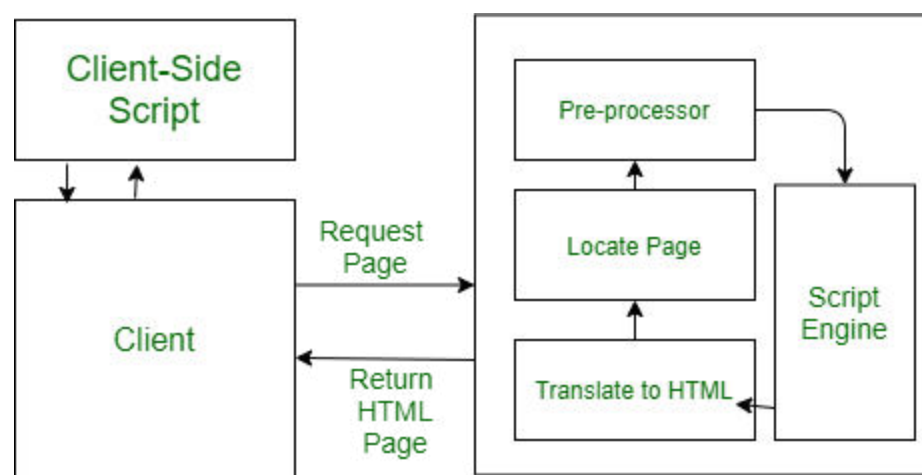 Client-Side
Script
Client
Request
Page
Return
HTML
Page
Pre-processor
Locate Page
Translate to HTML
Script
Engine